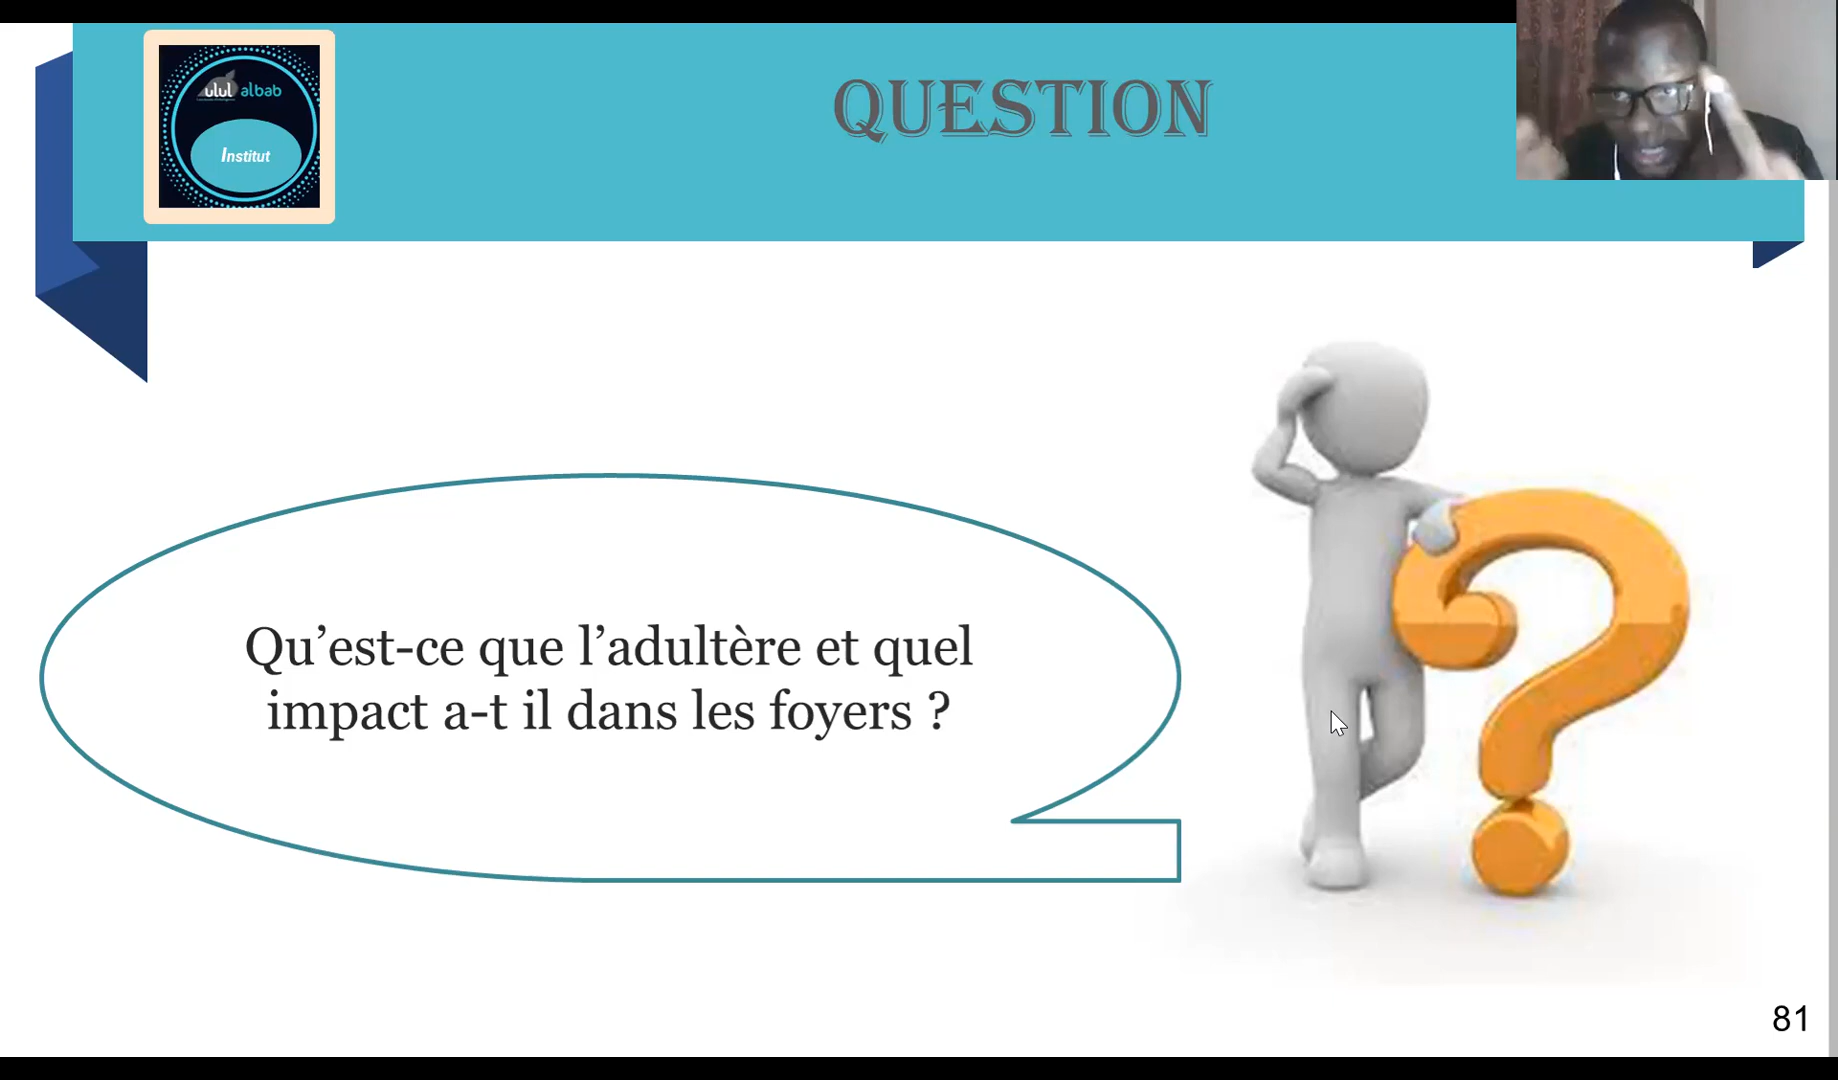 ulul albab
Institut
QUESTION
Qu’est-ce que l’adultère et quel
impact a-t il dans les foyers ?
81